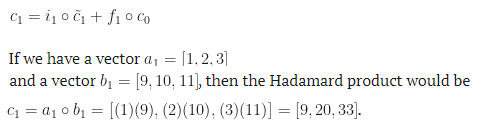 c₁ = i₁ ∘ c̃₁ + f₁ ∘ c₀
If we have a vector a₁ = [1, 2, 3]
and a vector b₁ = [9, 10, 11], then the Hadamard product would be
c₁ = a₁ ∘ b₁ = [(1)(9), (2)(10), (3)(11)] = [9, 20, 33].